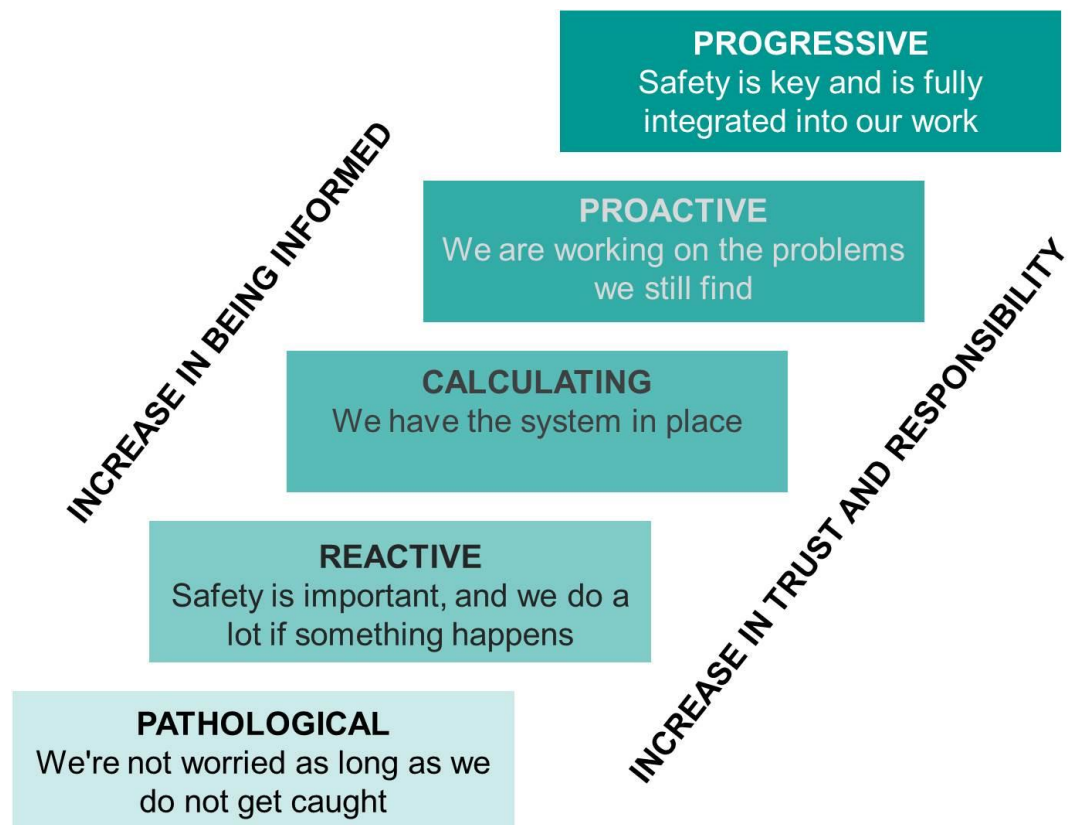 PROGRESSIVE
Safety is key and is fully
integrated into our work
INCREASE IN BEING INFORMED
PROACTIVE
We are working on the problems
we still find
INCREASE IN TRUST AND RESPONSIBILITY
CALCULATING
We have the system in place
REACTIVE
Safety is important, and we do a
lot if something happens
PATHOLOGICAL
We're not worried as long as we
do not get caught